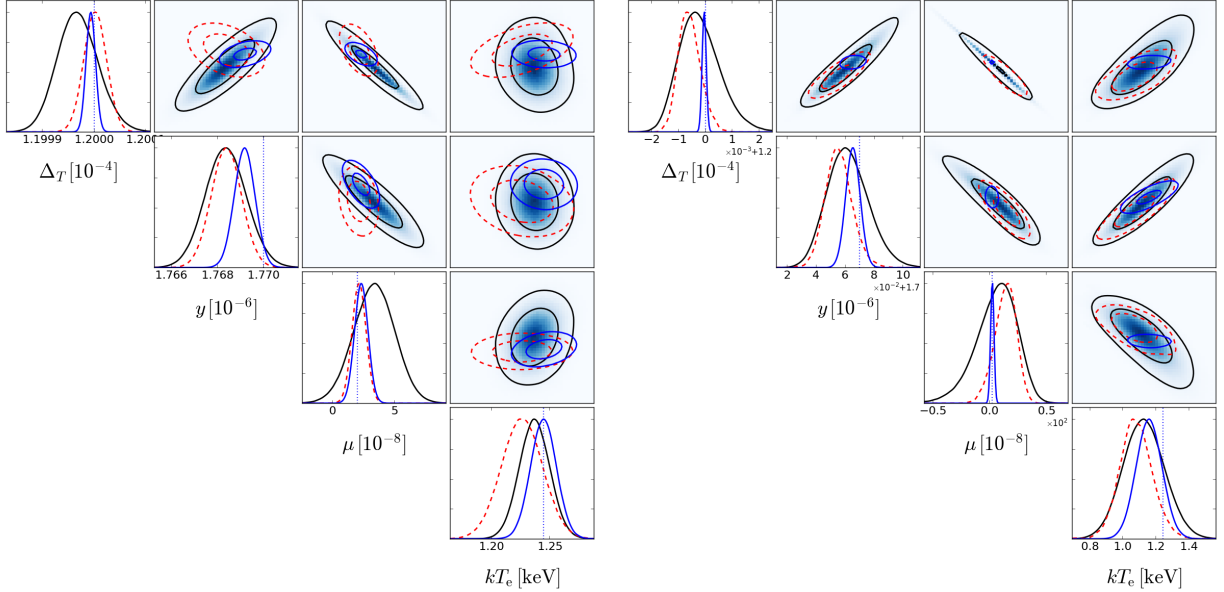 1.1999 1.2000 1.200
−2 −1 0 1 2
×10⁻³+1.2
Δ_T [10⁻⁴]
Δ_T [10⁻⁴]
1.766 1.768 1.770
2 4 6 8 10
×10⁻²+1.7
y [10⁻⁶]
y [10⁻⁶]
0 5
−0.5 0.0 0.5
×10²
μ [10⁻⁸]
μ [10⁻⁸]
1.20 1.25
0.8 1.0 1.2 1.4
kT_e [keV]
kT_e [keV]